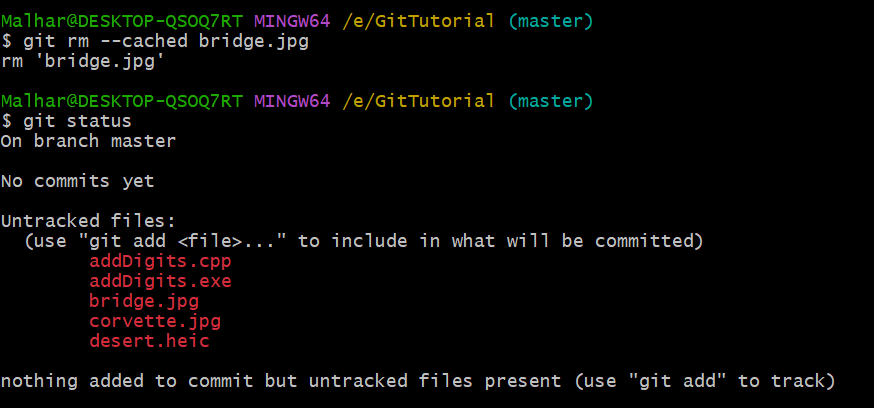 Malhar@DESKTOP-QSOQ7RT MINGW64 /e/GitTutorial (master)
$ git rm --cached bridge.jpg
rm 'bridge.jpg'
Malhar@DESKTOP-QSOQ7RT MINGW64 /e/GitTutorial (master)
$ git status
On branch master
No commits yet
Untracked files:
  (use "git add <file>..." to include in what will be committed)
        addDigits.cpp
        addDigits.exe
        bridge.jpg
        corvette.jpg
        desert.heic
nothing added to commit but untracked files present (use "git add" to track)